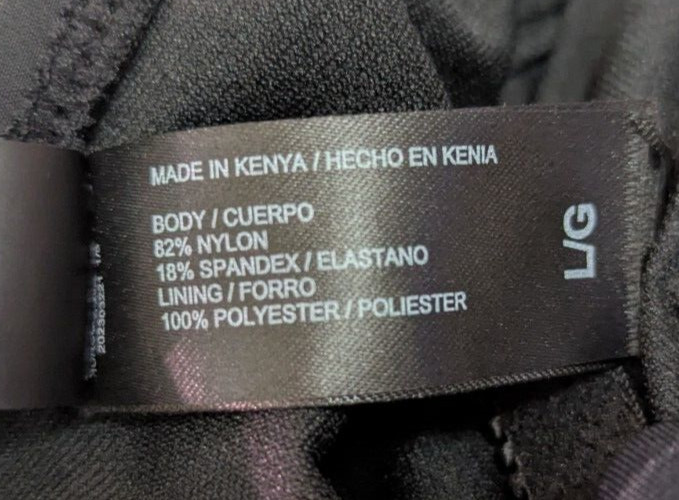 MADE IN KENYA / HECHO EN KENIA
BODY / CUERPO
82% NYLON
18% SPANDEX / ELASTANO
LINING / FORRO
100% POLYESTER / POLIESTER
L/G